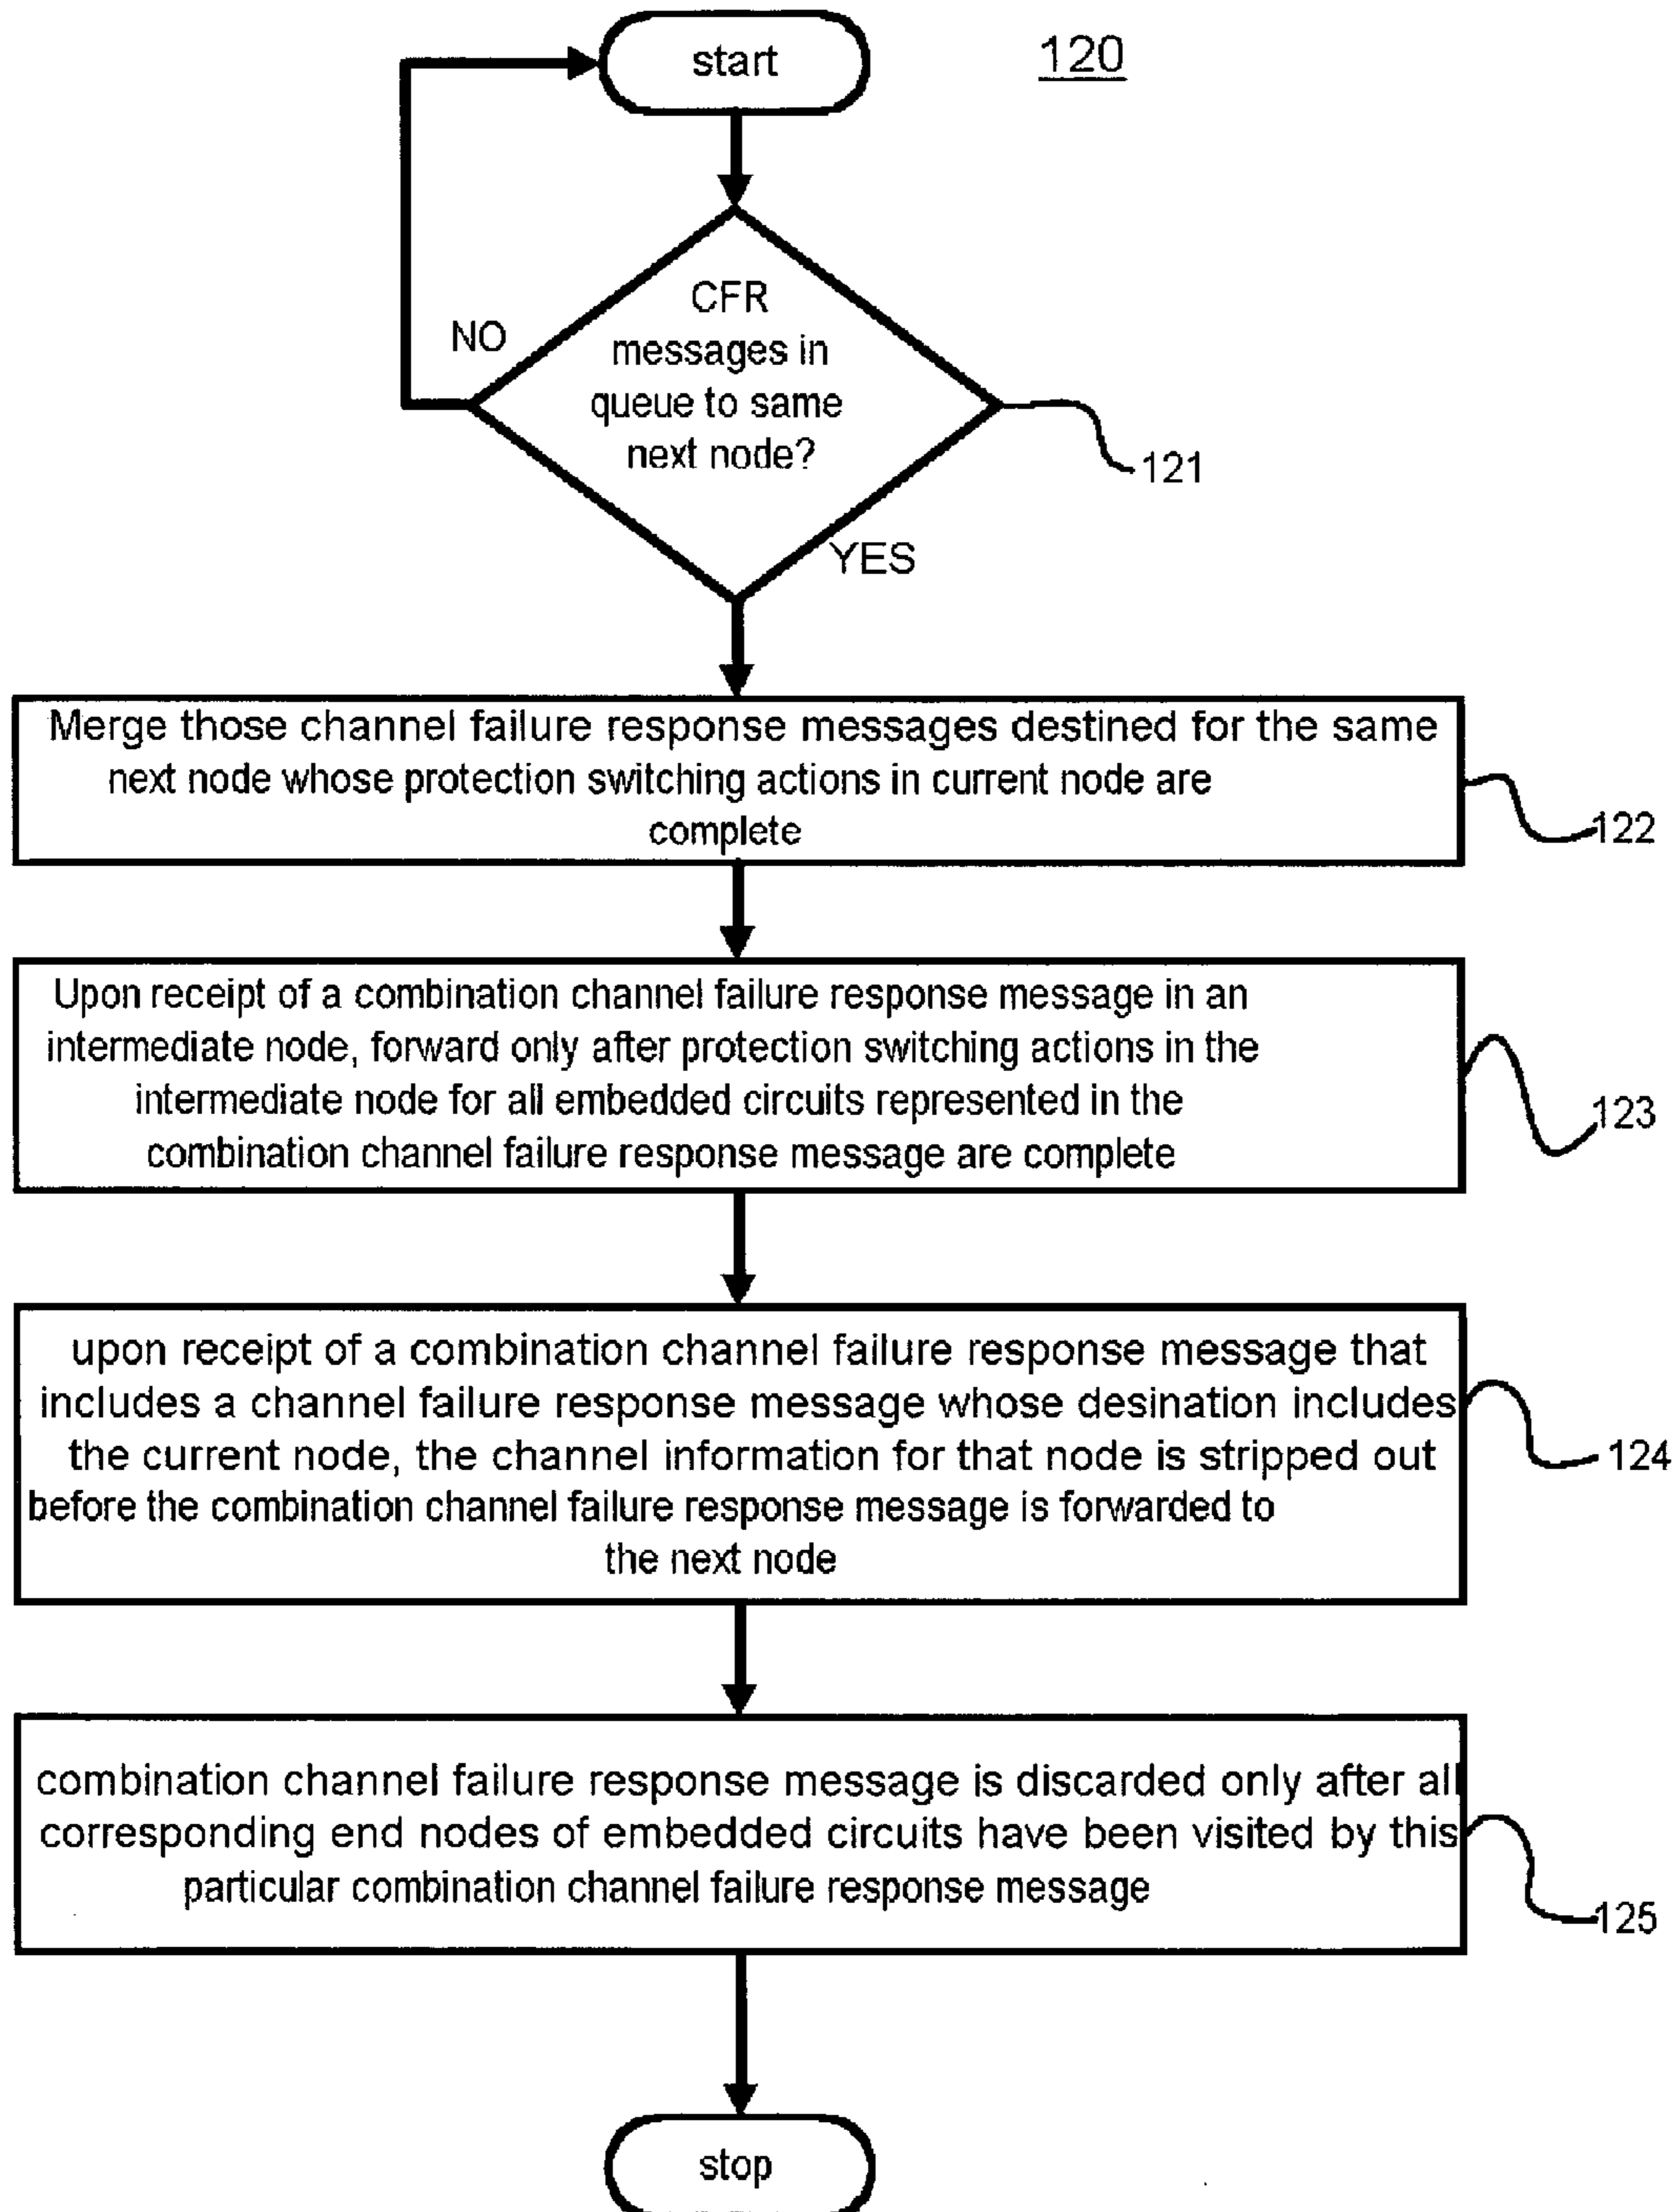 start
120
CFR
messages in
queue to same
next node?
NO
121
YES
Merge those channel failure response messages destined for the same
next node whose protection switching actions in current node are
complete
122
Upon receipt of a combination channel failure response message in an
intermediate node, forward only after protection switching actions in the
intermediate node for all embedded circuits represented in the
combination channel failure response message are complete
123
upon receipt of a combination channel failure response message that
includes a channel failure response message whose desination includes
the current node, the channel information for that node is stripped out
before the combination channel failure response message is forwarded to
the next node
124
combination channel failure response message is discarded only after all
corresponding end nodes of embedded circuits have been visited by this
particular combination channel failure response message
125
stop